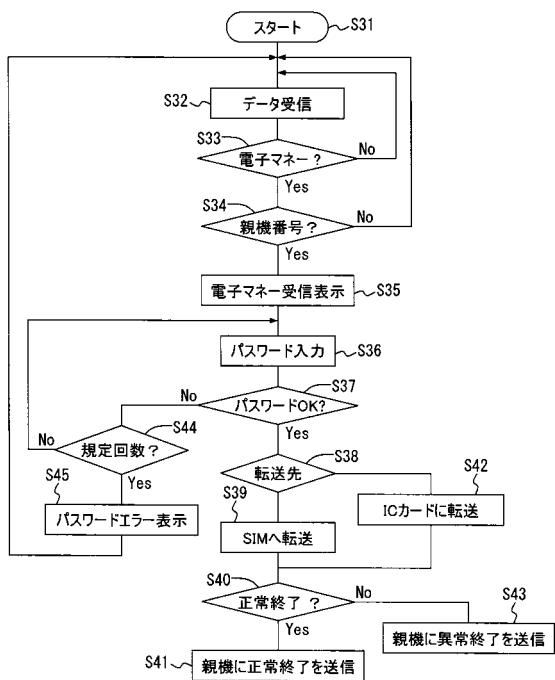 スタート
S31
S32
データ受信
S33
電子マネー?
No
Yes
S34
親機番号?
No
Yes
電子マネー受信表示
S35
パスワード入力
S36
S37
パスワードOK?
No
Yes
S44
規定回数?
No
Yes
S45
パスワードエラー表示
転送先
S38
S39
SIMへ転送
S42
ICカードに転送
S40
正常終了 ?
No
Yes
S43
親機に異常終了を送信
S41
親機に正常終了を送信